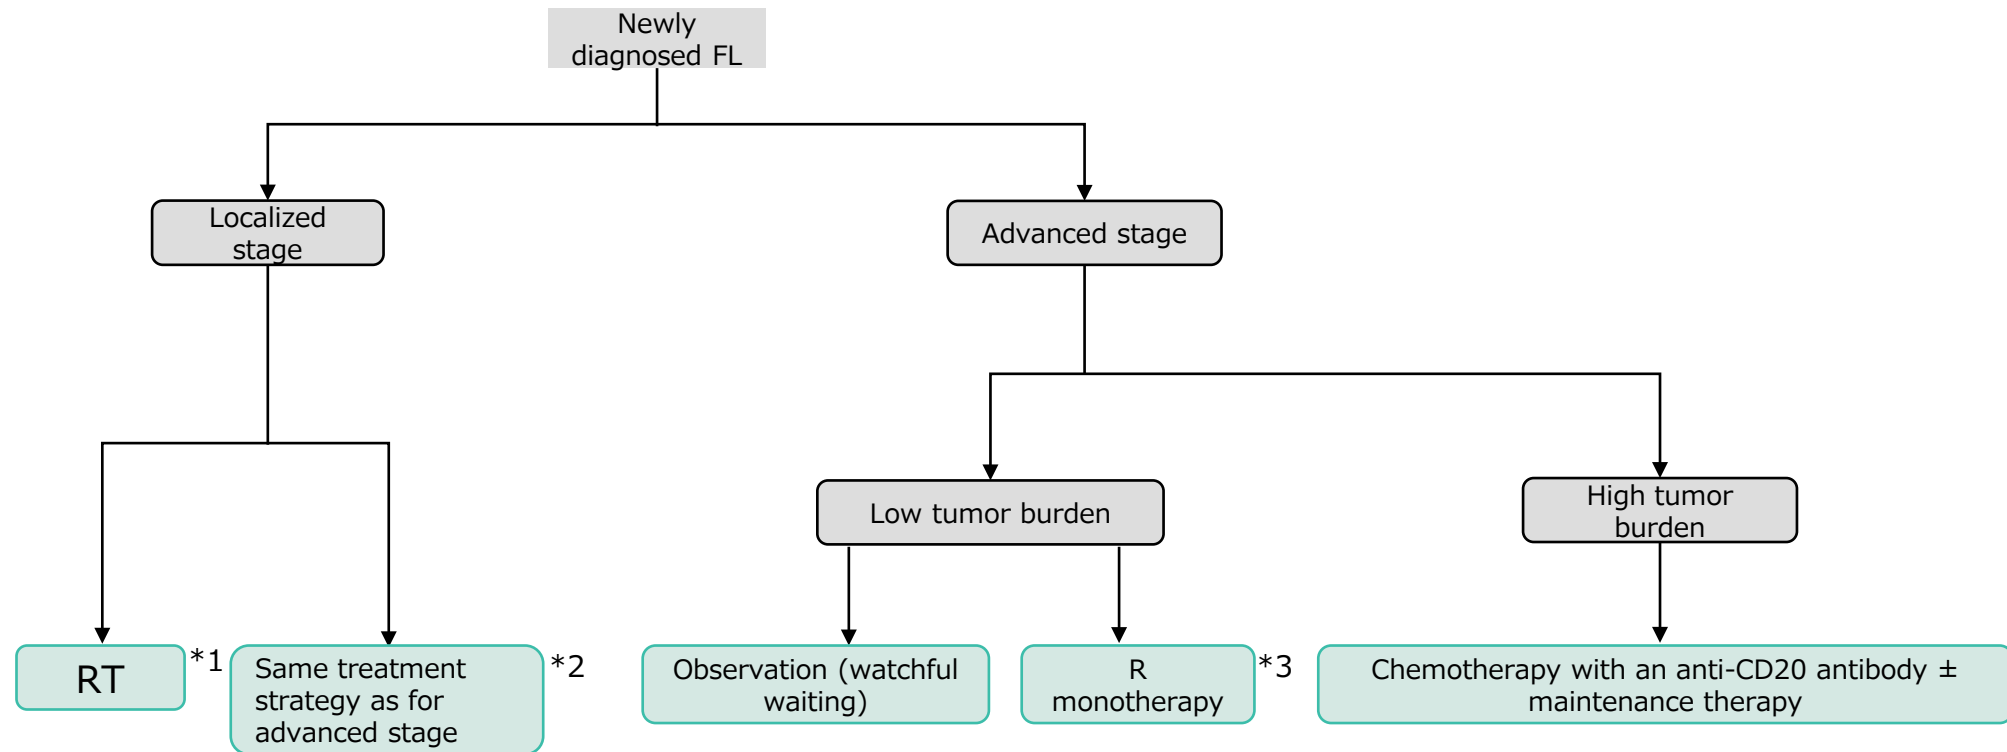 Newly
diagnosed FL
Localized
stage
Advanced stage
Low tumor burden
High tumor
burden
RT
*1
Same treatment
strategy as for
advanced stage
*2
Observation (watchful
waiting)
R
monotherapy
*3
Chemotherapy with an anti-CD20 antibody ±
maintenance therapy